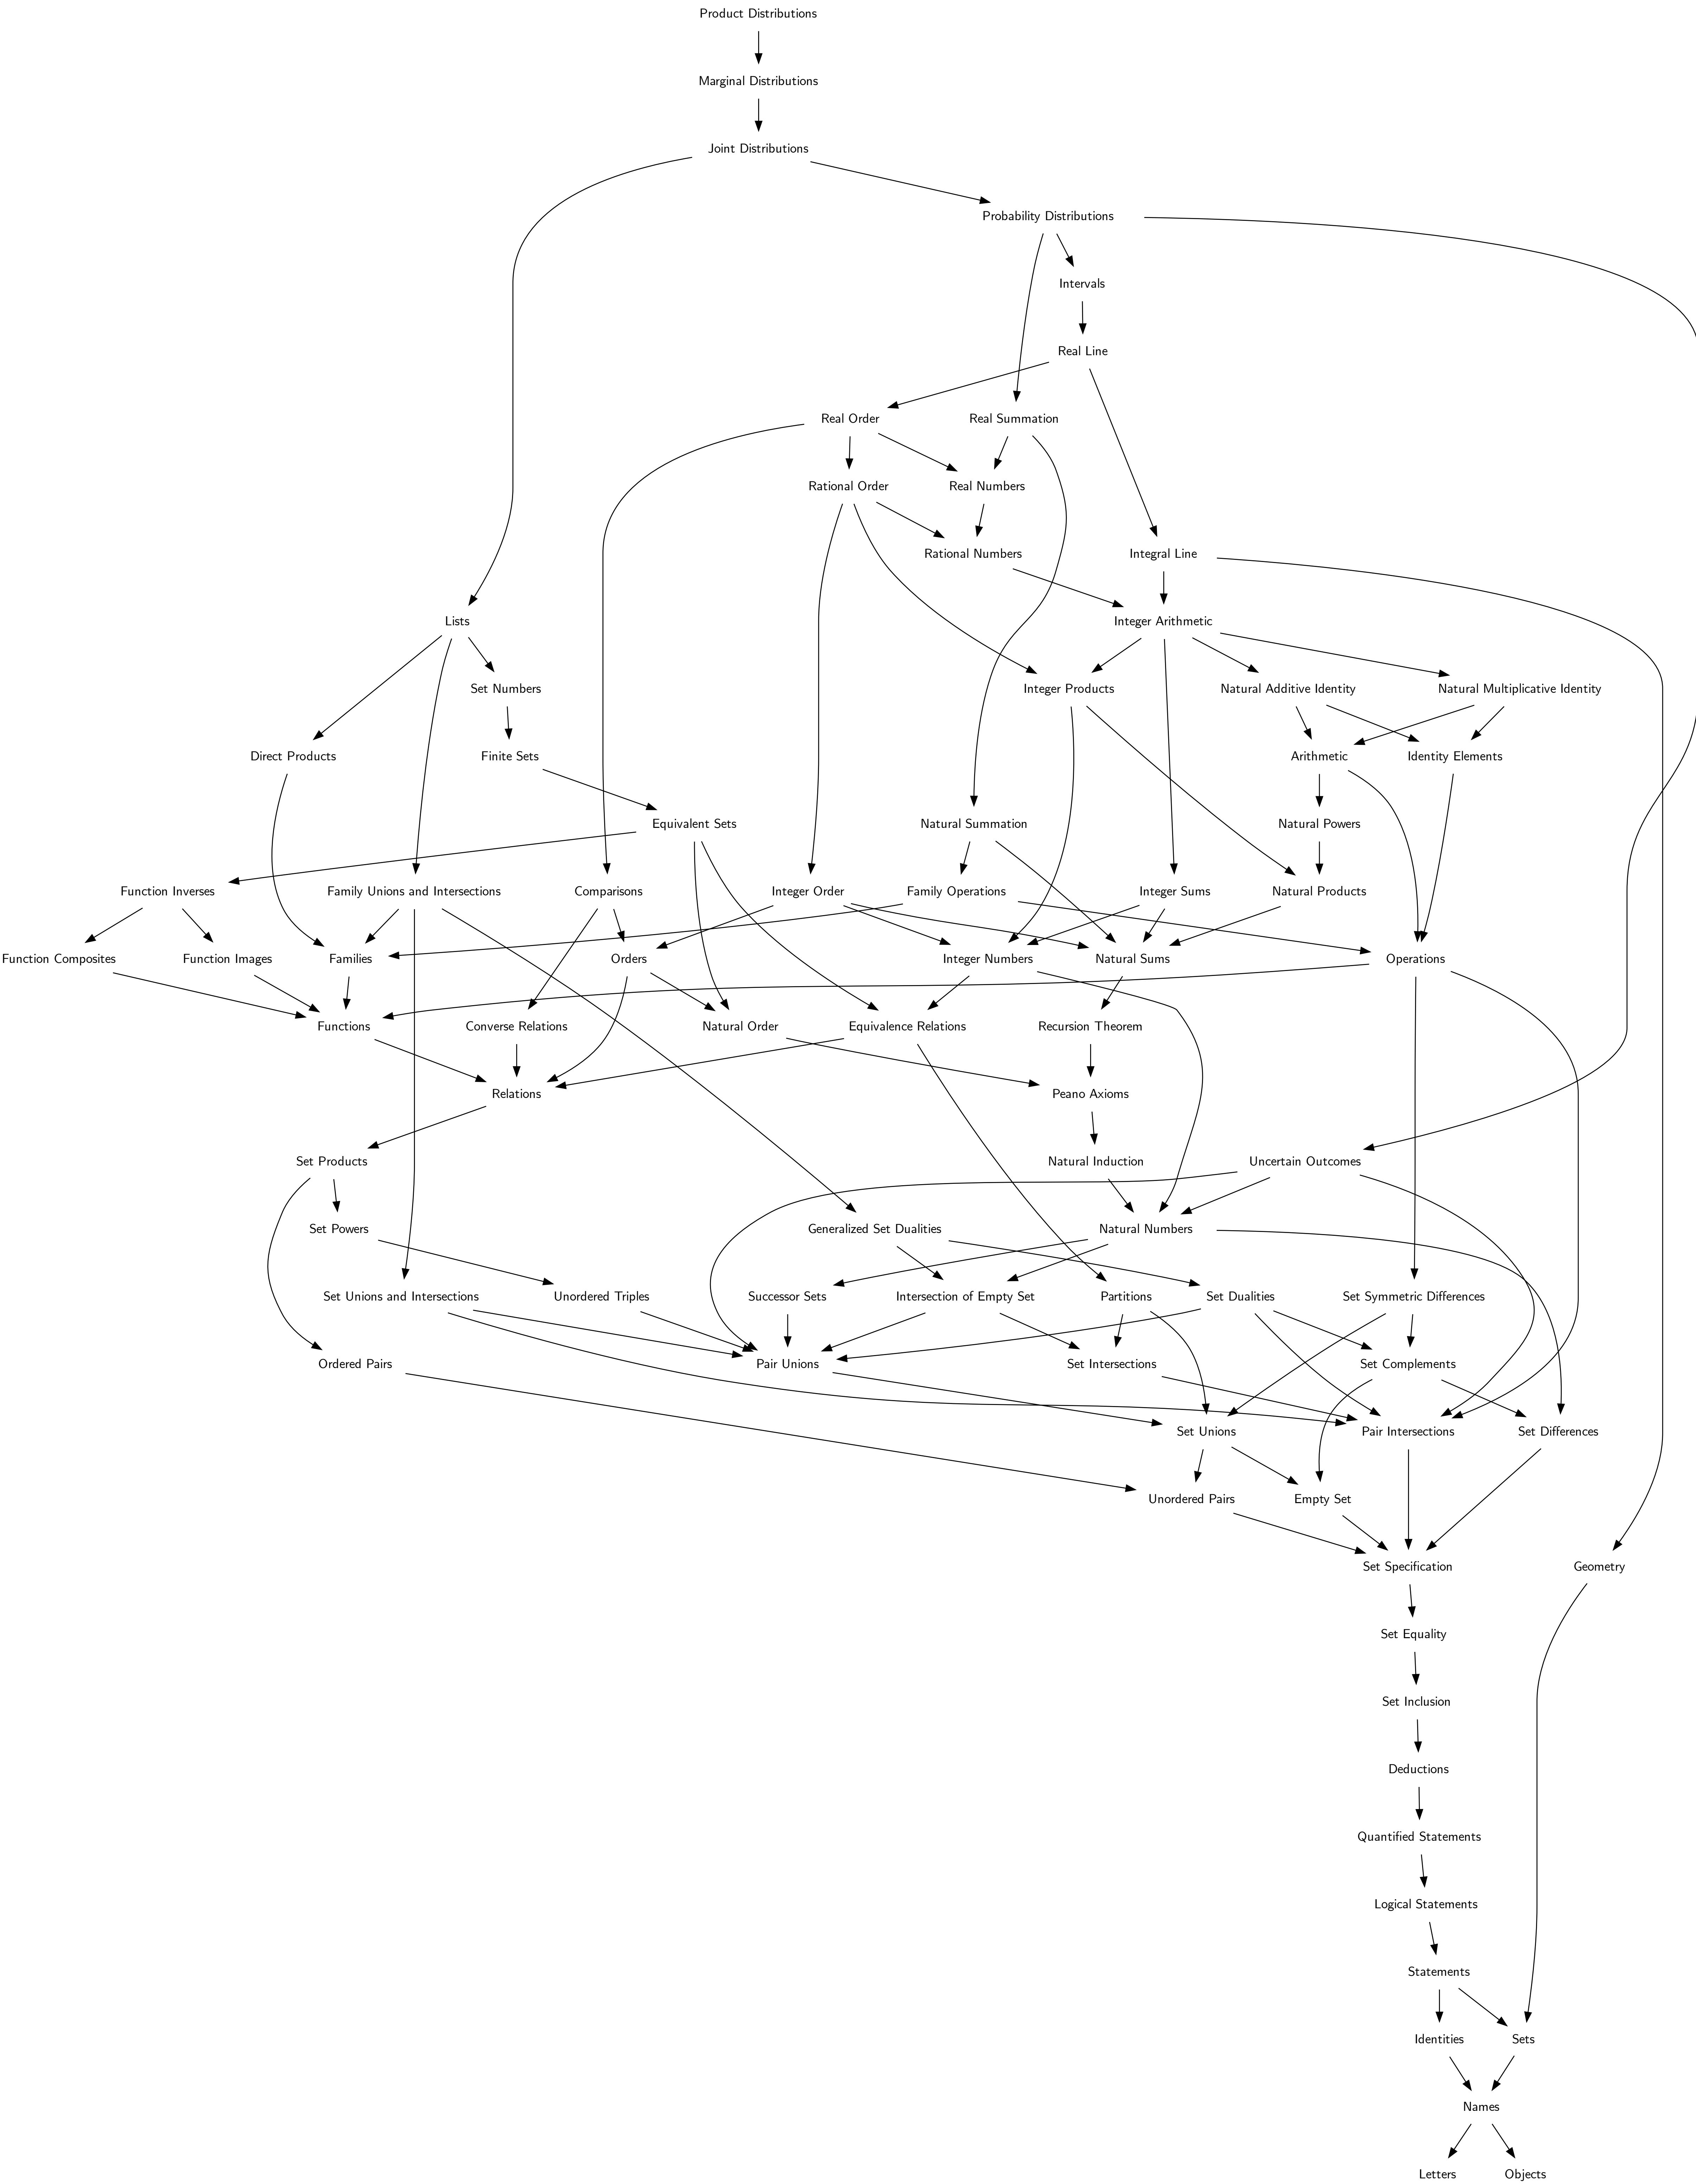 Product Distributions
Marginal Distributions
Joint Distributions
Probability Distributions
Intervals
Real Line
Real Order
Real Summation
Rational Order
Real Numbers
Rational Numbers
Integral Line
Lists
Integer Arithmetic
Set Numbers
Integer Products
Natural Additive Identity
Natural Multiplicative Identity
Direct Products
Finite Sets
Arithmetic
Identity Elements
Equivalent Sets
Natural Summation
Natural Powers
Function Inverses
Family Unions and Intersections
Comparisons
Integer Order
Family Operations
Integer Sums
Natural Products
Function Composites
Function Images
Families
Orders
Integer Numbers
Natural Sums
Operations
Functions
Converse Relations
Natural Order
Equivalence Relations
Recursion Theorem
Relations
Peano Axioms
Set Products
Natural Induction
Uncertain Outcomes
Set Powers
Generalized Set Dualities
Natural Numbers
Set Unions and Intersections
Unordered Triples
Successor Sets
Intersection of Empty Set
Partitions
Set Dualities
Set Symmetric Differences
Ordered Pairs
Pair Unions
Set Intersections
Set Complements
Set Unions
Pair Intersections
Set Differences
Unordered Pairs
Empty Set
Set Specification
Geometry
Set Equality
Set Inclusion
Deductions
Quantified Statements
Logical Statements
Statements
Identities
Sets
Names
Letters
Objects